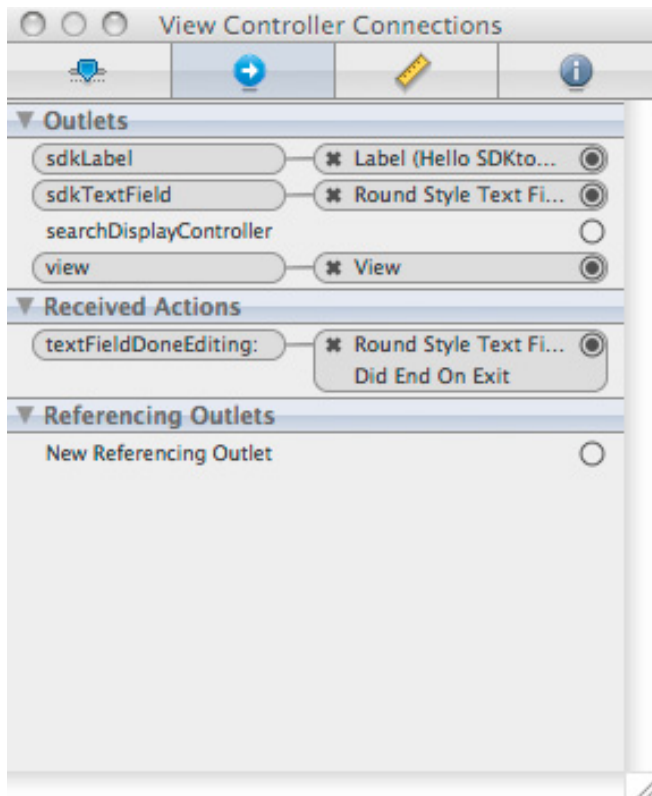 View Controller Connections
Outlets
sdkLabel Label (Hello SDKto...
sdkTextField Round Style Text Fi...
searchDisplayController
view View
Received Actions
textFieldDoneEditing: Round Style Text Fi...
Did End On Exit
Referencing Outlets
New Referencing Outlet